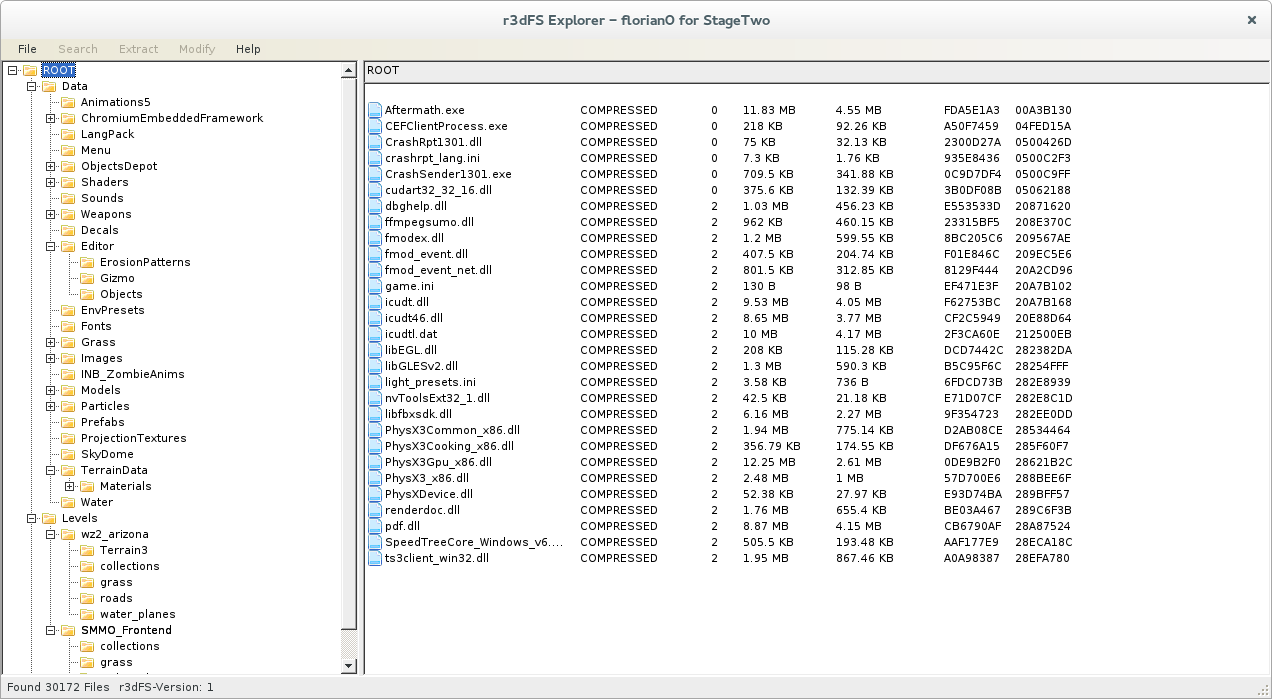 r3dFS Explorer – florian0 for StageTwo
File Search Extract Modify Help
ROOT
Data
Animations5
ChromiumEmbeddedFramework
LangPack
Menu
ObjectsDepot
Shaders
Sounds
Weapons
Decals
Editor
ErosionPatterns
Gizmo
Objects
EnvPresets
Fonts
Grass
Images
INB_ZombieAnims
Models
Particles
Prefabs
ProjectionTextures
SkyDome
TerrainData
Materials
Water
Levels
wz2_arizona
Terrain3
collections
grass
roads
water_planes
SMMO_Frontend
collections
grass
ROOT
Aftermath.exe COMPRESSED 0 11.83 MB 4.55 MB FDA5E1A3 00A3B130
CEFClientProcess.exe COMPRESSED 0 218 KB 92.26 KB A50F7459 04FED15A
CrashRpt1301.dll COMPRESSED 0 75 KB 32.13 KB 2300D27A 0500426D
crashrpt_lang.ini COMPRESSED 0 7.3 KB 1.76 KB 935E8436 0500C2F3
CrashSender1301.exe COMPRESSED 0 709.5 KB 341.88 KB 0C9D7DF4 0500C9FF
cudart32_32_16.dll COMPRESSED 0 375.6 KB 132.39 KB 3B0DF08B 05062188
dbghelp.dll COMPRESSED 2 1.03 MB 456.23 KB E553533D 20871620
ffmpegsumo.dll COMPRESSED 2 962 KB 460.15 KB 23315BF5 208E370C
fmodex.dll COMPRESSED 2 1.2 MB 599.55 KB 8BC205C6 209567AE
fmod_event.dll COMPRESSED 2 407.5 KB 204.74 KB F01E846C 209EC5E6
fmod_event_net.dll COMPRESSED 2 801.5 KB 312.85 KB 8129F444 20A2CD96
game.ini COMPRESSED 2 130 B 98 B EF471E3F 20A7B102
icudt.dll COMPRESSED 2 9.53 MB 4.05 MB F62753BC 20A7B168
icudt46.dll COMPRESSED 2 8.65 MB 3.77 MB CF2C5949 20E88D64
icudtl.dat COMPRESSED 2 10 MB 4.17 MB 2F3CA60E 212500EB
libEGL.dll COMPRESSED 2 208 KB 115.28 KB DCD7442C 282382DA
libGLESv2.dll COMPRESSED 2 1.3 MB 590.3 KB B5C95F6C 28254FFF
light_presets.ini COMPRESSED 2 3.58 KB 736 B 6FDCD73B 282E8939
nvToolsExt32_1.dll COMPRESSED 2 42.5 KB 21.18 KB E71D07CF 282E8C1D
libfbxsdk.dll COMPRESSED 2 6.16 MB 2.27 MB 9F354723 282EE0DD
PhysX3Common_x86.dll COMPRESSED 2 1.94 MB 775.14 KB D2AB08CE 28534464
PhysX3Cooking_x86.dll COMPRESSED 2 356.79 KB 174.55 KB DF676A15 285F60F7
PhysX3Gpu_x86.dll COMPRESSED 2 12.25 MB 2.61 MB 0DE9B2F0 28621B2C
PhysX3_x86.dll COMPRESSED 2 2.48 MB 1 MB 57D700E6 288BEE6F
PhysXDevice.dll COMPRESSED 2 52.38 KB 27.97 KB E93D74BA 289BFF57
renderdoc.dll COMPRESSED 2 1.76 MB 655.4 KB BE03A467 289C6F3B
pdf.dll COMPRESSED 2 8.87 MB 4.15 MB CB6790AF 28A87524
SpeedTreeCore_Windows_v6.... COMPRESSED 2 505.5 KB 193.48 KB AAF177E9 28ECA18C
ts3client_win32.dll COMPRESSED 2 1.95 MB 867.46 KB A0A98387 28EFA780
Found 30172 Files r3dFS-Version: 1